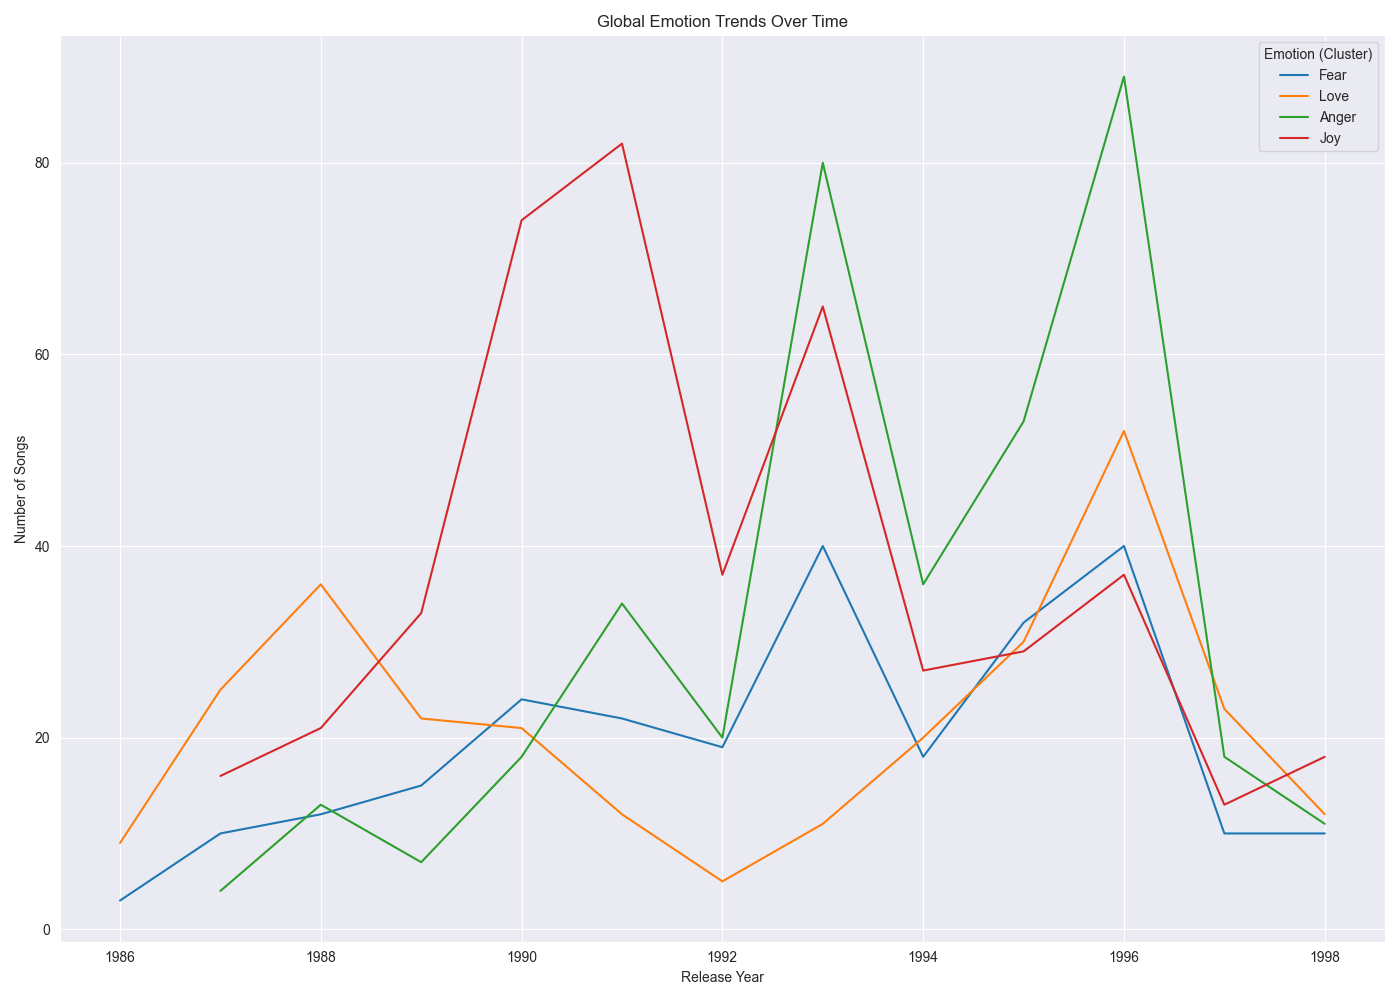 Global Emotion Trends Over Time
Emotion (Cluster)
Fear
Love
Anger
Joy
Number of Songs
80
60
40
20
0
1986 1988 1990 1992 1994 1996 1998
Release Year